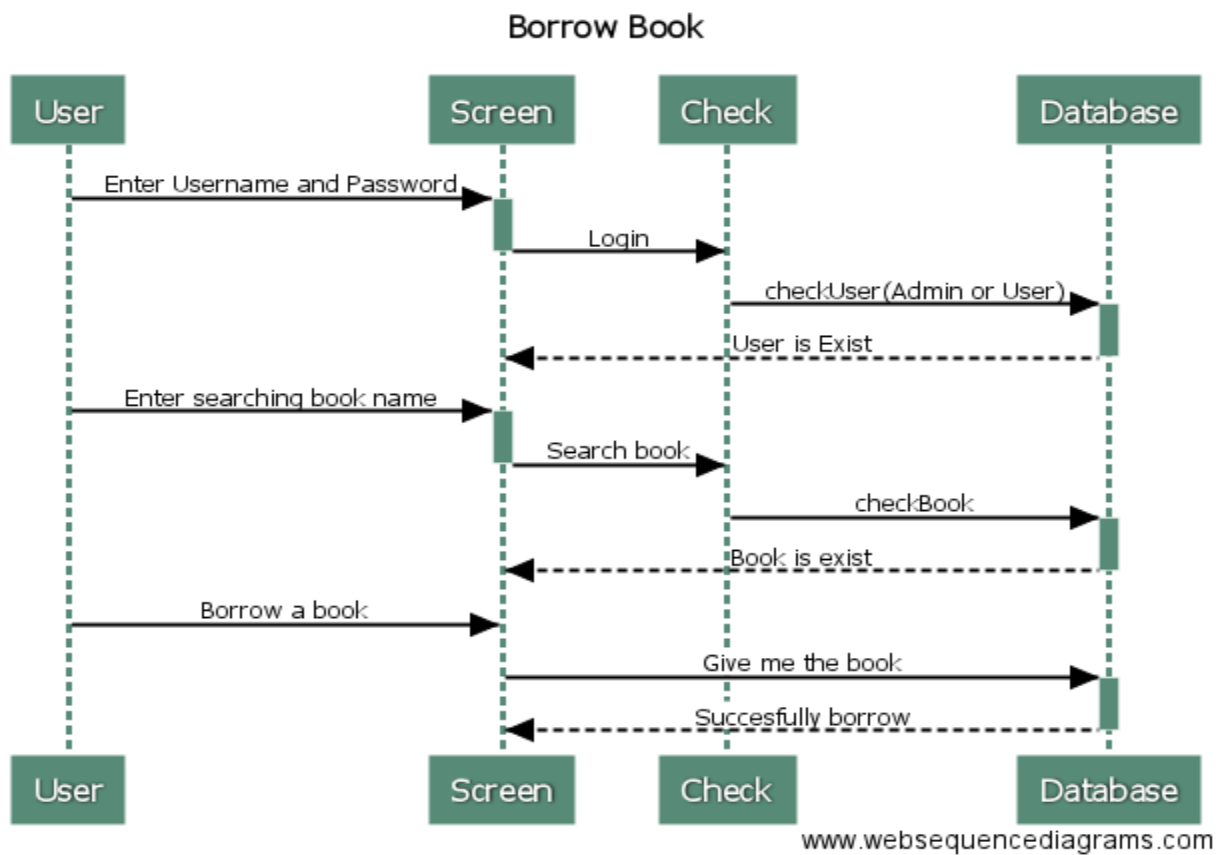 Borrow Book
User
Screen
Check
Database
Enter Username and Password
Login
checkUser(Admin or User)
User is Exist
Enter searching book name
Search book
checkBook
Book is exist
Borrow a book
Give me the book
Succesfully borrow
User
Screen
Check
Database
www.websequencediagrams.com